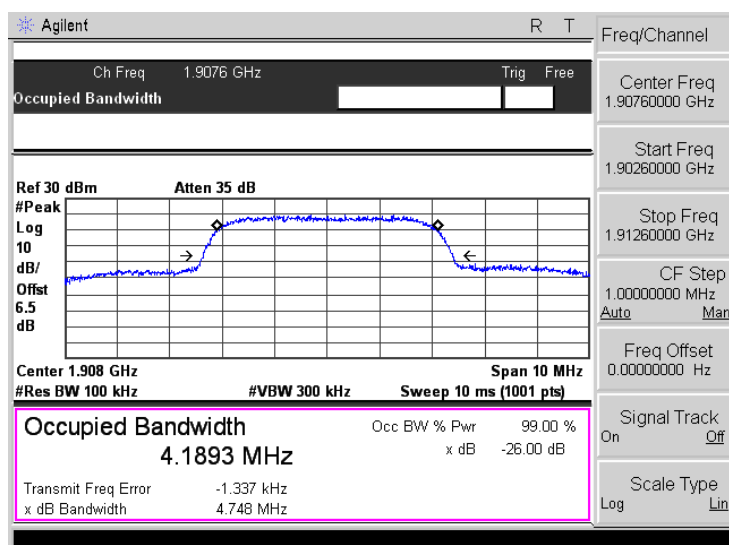 Agilent R T
Ch Freq 1.9076 GHz Trig Free
Occupied Bandwidth
Ref 30 dBm Atten 35 dB
#Peak
Log
10
dB/
Offst
6.5
dB
Center 1.908 GHz Span 10 MHz
#Res BW 100 kHz #VBW 300 kHz Sweep 10 ms (1001 pts)
Occupied Bandwidth Occ BW % Pwr 99.00 %
4.1893 MHz x dB -26.00 dB
Transmit Freq Error -1.337 kHz
x dB Bandwidth 4.748 MHz
Freq/Channel
Center Freq
1.90760000 GHz
Start Freq
1.90260000 GHz
Stop Freq
1.91260000 GHz
CF Step
1.00000000 MHz
Auto Man
Freq Offset
0.00000000 Hz
Signal Track
On Off
Scale Type
Log Lin